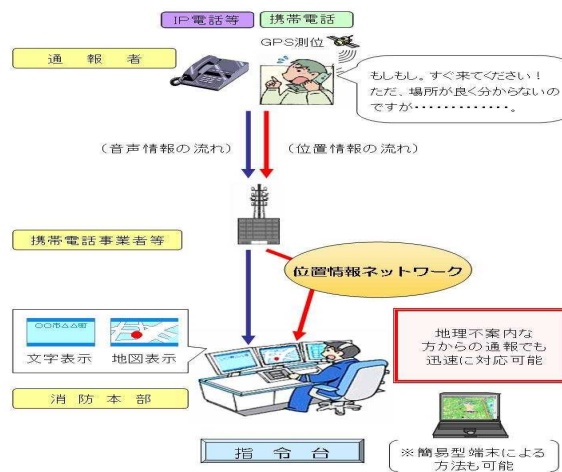 IP電話等
携帯電話
GPS測位
通報者
もしもし。すぐ来てください!
ただ、場所が良く分からないの
ですが・・・・・・・・・・・・・。
(音声情報の流れ)
(位置情報の流れ)
携帯電話事業者等
位置情報ネットワーク
〇〇市△△町
文字表示
地図表示
地理不案内な
方からの通報でも
迅速に対応可能
消防本部
指令台
※簡易型端末による
方法も可能